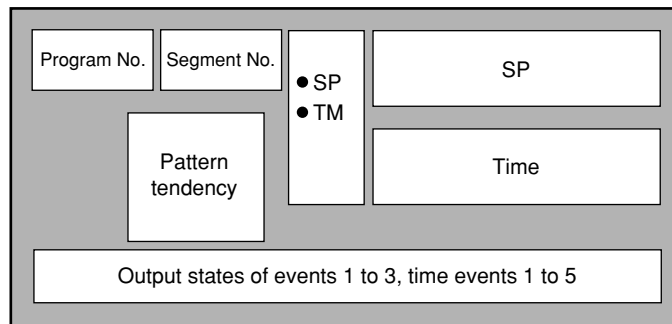 Program No.
Segment No.
● SP
● TM
SP
Time
Pattern
tendency
Output states of events 1 to 3, time events 1 to 5